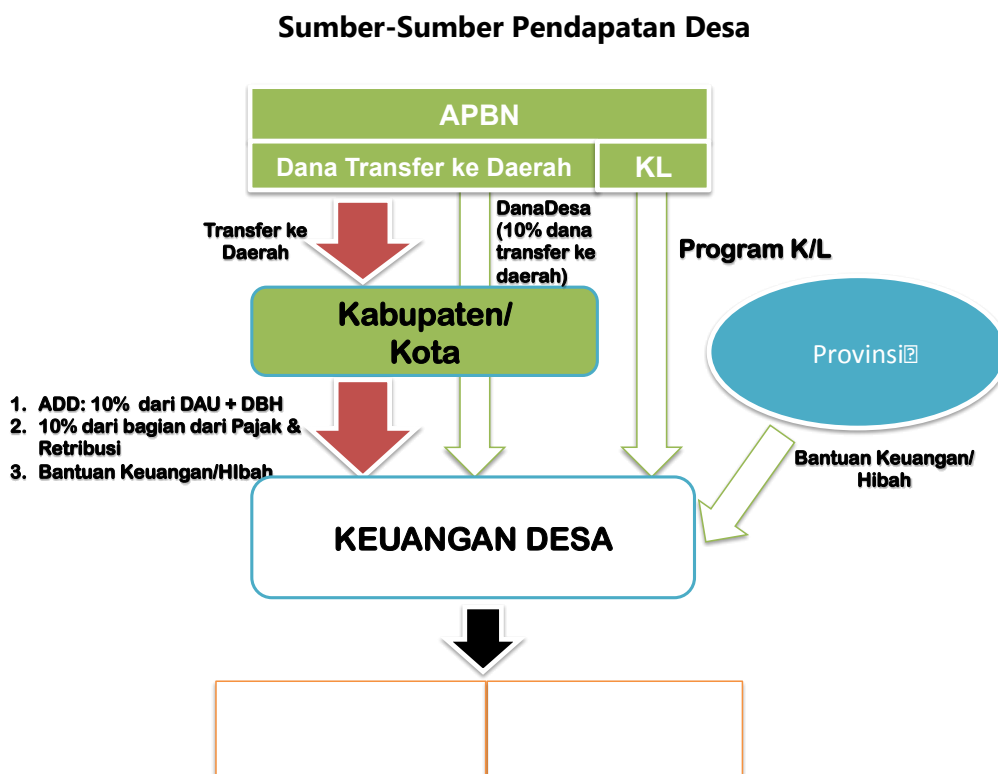 Sumber-Sumber Pendapatan Desa
APBN
Dana Transfer ke Daerah
KL
Transfer ke
Daerah
DanaDesa
(10% dana
transfer ke
daerah)
Program K/L
Kabupaten/
Kota
Provinsi
1. ADD: 10% dari DAU + DBH
2. 10% dari bagian dari Pajak &
Retribusi
3. Bantuan Keuangan/HIbah
Bantuan Keuangan/
Hibah
KEUANGAN DESA